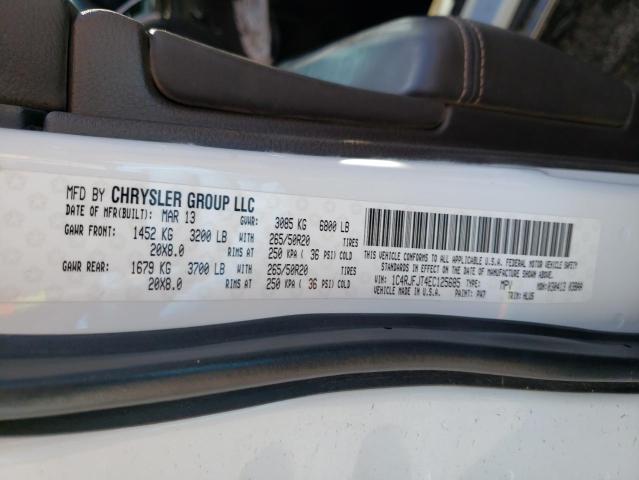 MFD BY CHRYSLER GROUP LLC
DATE OF MFR(BUILT): MAR 13 GVWR: 3085 KG 6800 LB
GAWR FRONT: 1452 KG 3200 LB WITH 265/50R20 TIRES
20X8.0 RIMS AT 250 KPA ( 36 PSI) COLD
GAWR REAR: 1679 KG 3700 LB WITH 265/50R20 TIRES
20X8.0 RIMS AT 250 KPA ( 36 PSI) COLD
THIS VEHICLE CONFORMS TO ALL APPLICABLE U.S.A. FEDERAL MOTOR VEHICLE SAFETY
STANDARDS IN EFFECT ON THE DATE OF MANUFACTURE SHOWN ABOVE.
VIN: 1C4RJFJT4EC125685 TYPE: MPV MDH:
VEHICLE MADE IN U.S.A. PAINT: PW7 TRIM: